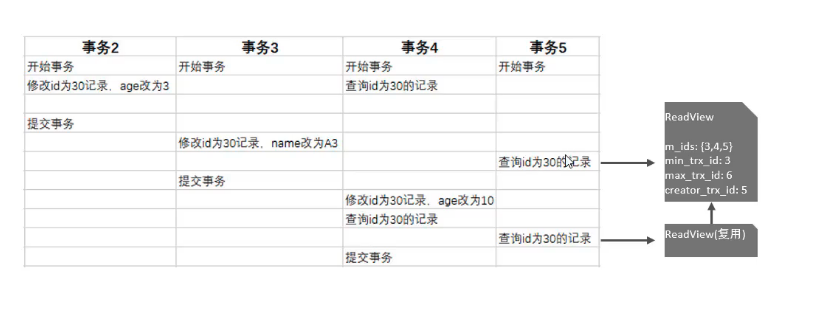 事务2 事务3 事务4 事务5
开始事务 开始事务 开始事务 开始事务
修改id为30记录，age改为3 查询id为30的记录
提交事务
修改id为30记录，name改为A3
查询id为30的记录
提交事务
修改id为30记录，age改为10
查询id为30的记录
查询id为30的记录
提交事务
ReadView
m_ids: {3,4,5}
min_trx_id: 3
max_trx_id: 6
creator_trx_id: 5
ReadView(复用)